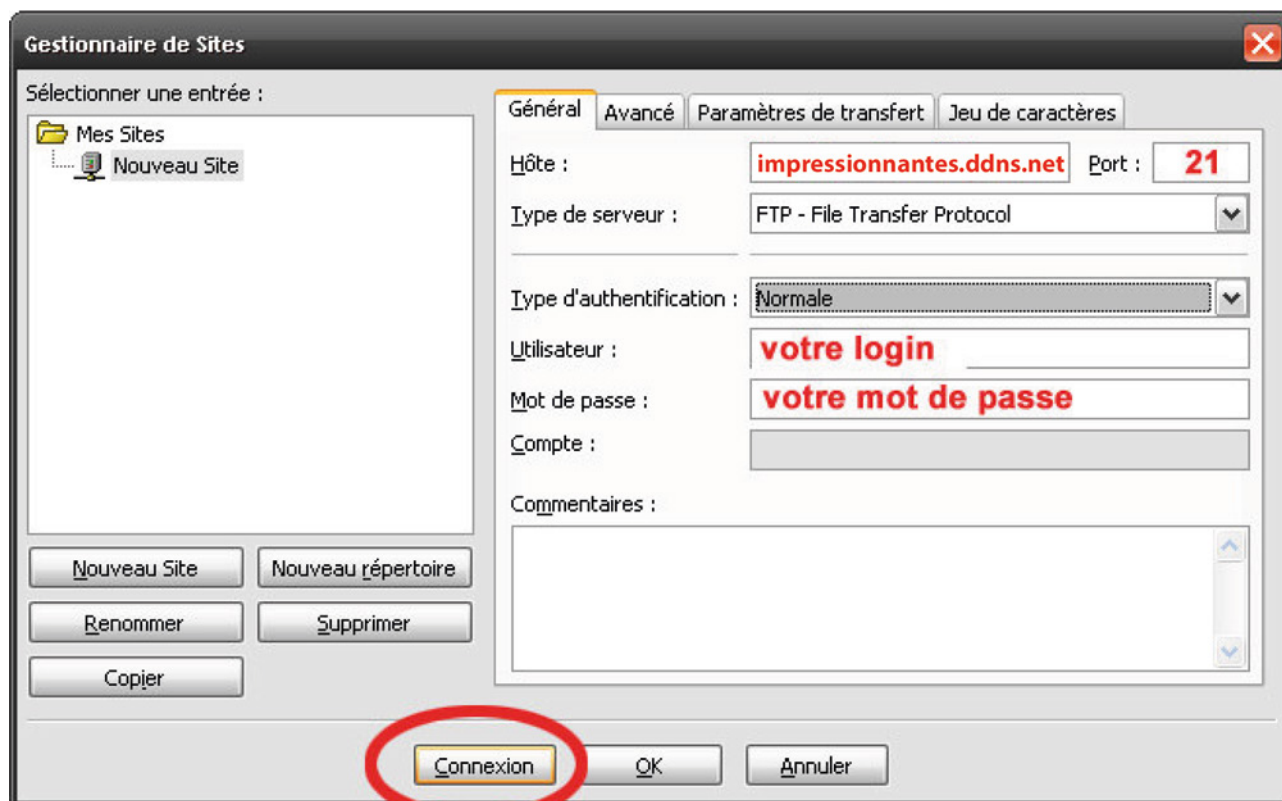 Gestionnaire de Sites
Sélectionner une entrée :
Mes Sites
Nouveau Site
Nouveau Site
Nouveau répertoire
Renommer
Supprimer
Copier
Général
Avancé
Paramètres de transfert
Jeu de caractères
Hôte :
impressionnantes.ddns.net
Port :
21
Type de serveur :
FTP - File Transfer Protocol
Type d'authentification :
Normale
Utilisateur :
votre login
Mot de passe :
votre mot de passe
Compte :
Commentaires :
Connexion
OK
Annuler